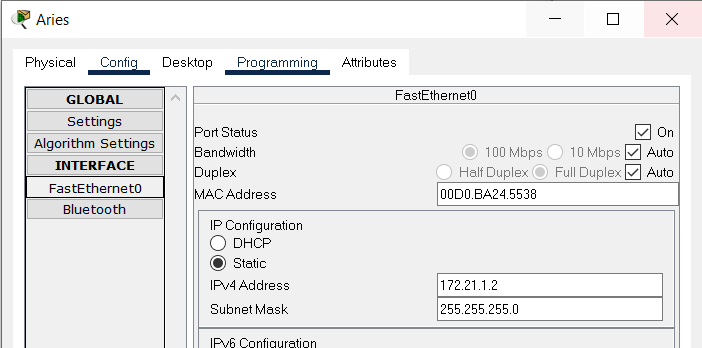 Aries
Physical Config Desktop Programming Attributes
GLOBAL
Settings
Algorithm Settings
INTERFACE
FastEthernet0
Bluetooth
FastEthernet0
Port Status On
Bandwidth 100 Mbps 10 Mbps Auto
Duplex Half Duplex Full Duplex Auto
MAC Address 00D0.BA24.5538
IP Configuration
DHCP
Static
IPv4 Address 172.21.1.2
Subnet Mask 255.255.255.0
IPv6 Configuration